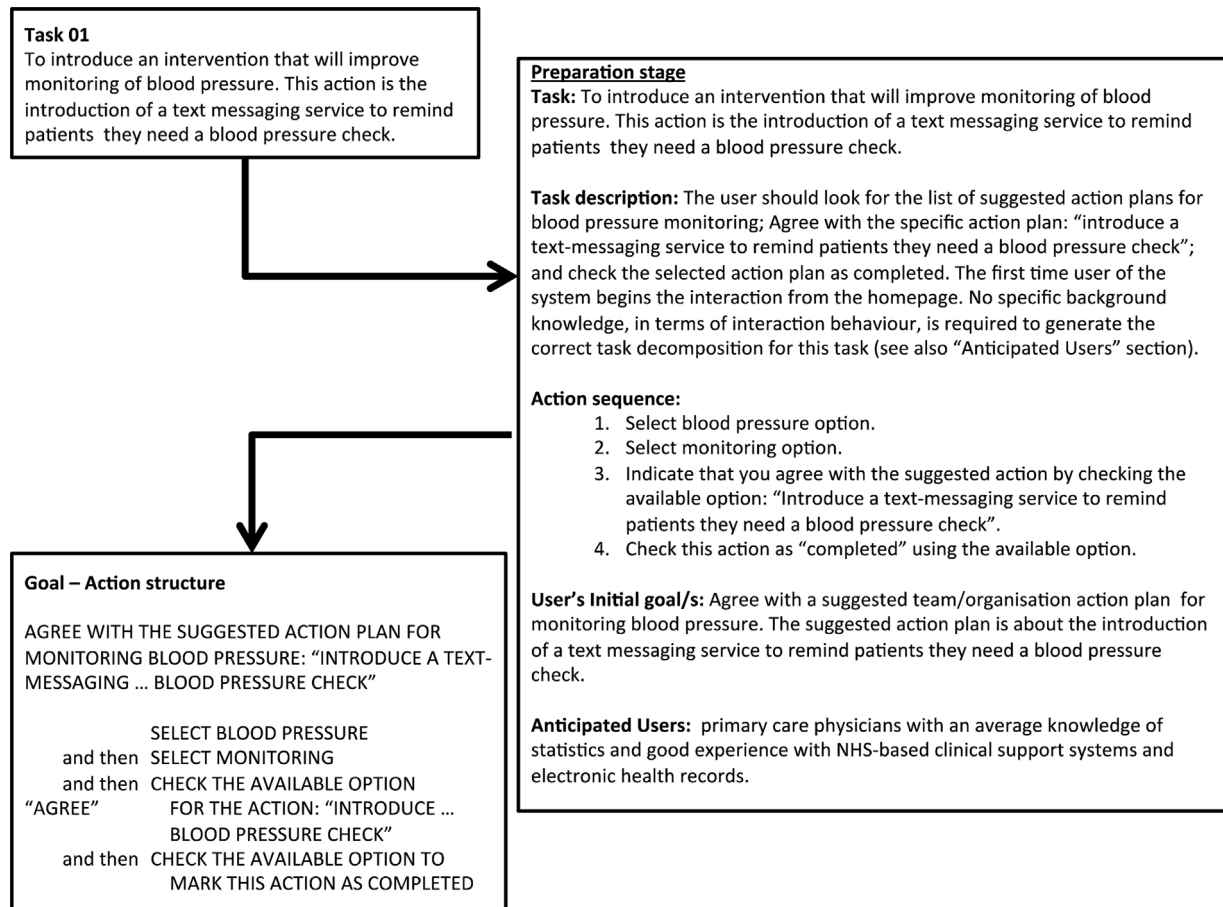 Task 01
To introduce an intervention that will improve
monitoring of blood pressure. This action is the
introduction of a text messaging service to remind
patients they need a blood pressure check.
Preparation stage
Task: To introduce an intervention that will improve monitoring of blood
pressure. This action is the introduction of a text messaging service to remind
patients they need a blood pressure check.
Task description: The user should look for the list of suggested action plans for
blood pressure monitoring; Agree with the specific action plan: “introduce a
text-messaging service to remind patients they need a blood pressure check”;
and check the selected action plan as completed. The first time user of the
system begins the interaction from the homepage. No specific background
knowledge, in terms of interaction behaviour, is required to generate the
correct task decomposition for this task (see also “Anticipated Users” section).
Action sequence:
1. Select blood pressure option.
2. Select monitoring option.
3. Indicate that you agree with the suggested action by checking the
available option: “Introduce a text-messaging service to remind
patients they need a blood pressure check”.
4. Check this action as “completed” using the available option.
User’s Initial goal/s: Agree with a suggested team/organisation action plan for
monitoring blood pressure. The suggested action plan is about the introduction
of a text messaging service to remind patients they need a blood pressure
check.
Anticipated Users: primary care physicians with an average knowledge of
statistics and good experience with NHS-based clinical support systems and
electronic health records.
Goal – Action structure
AGREE WITH THE SUGGESTED ACTION PLAN FOR
MONITORING BLOOD PRESSURE: “INTRODUCE A TEXT-
MESSAGING … BLOOD PRESSURE CHECK”
SELECT BLOOD PRESSURE
and then SELECT MONITORING
and then CHECK THE AVAILABLE OPTION
“AGREE” FOR THE ACTION: “INTRODUCE …
BLOOD PRESSURE CHECK”
and then CHECK THE AVAILABLE OPTION TO
MARK THIS ACTION AS COMPLETED